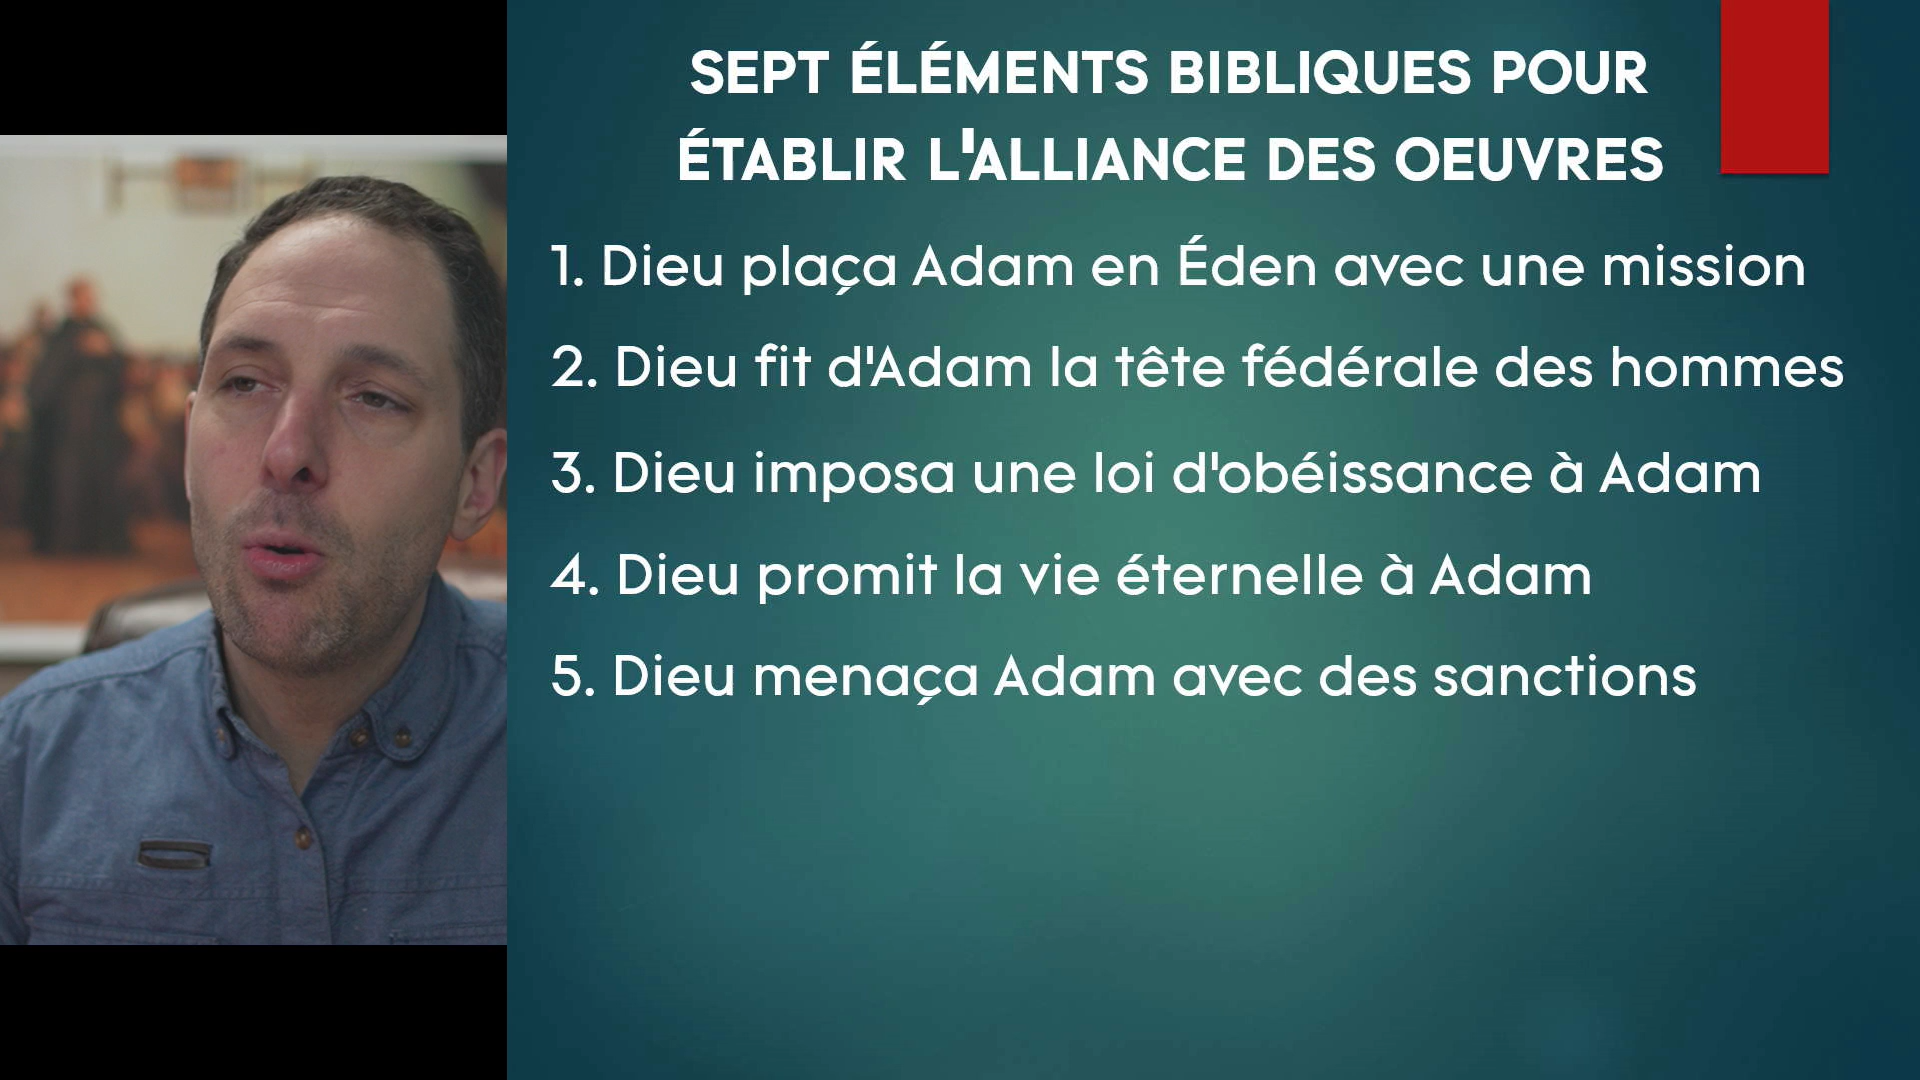 SEPT ÉLÉMENTS BIBLIQUES POUR
ÉTABLIR L'ALLIANCE DES OEUVRES
1. Dieu plaça Adam en Éden avec une mission
2. Dieu fit d'Adam la tête fédérale des hommes
3. Dieu imposa une loi d'obéissance à Adam
4. Dieu promit la vie éternelle à Adam
5. Dieu menaça Adam avec des sanctions